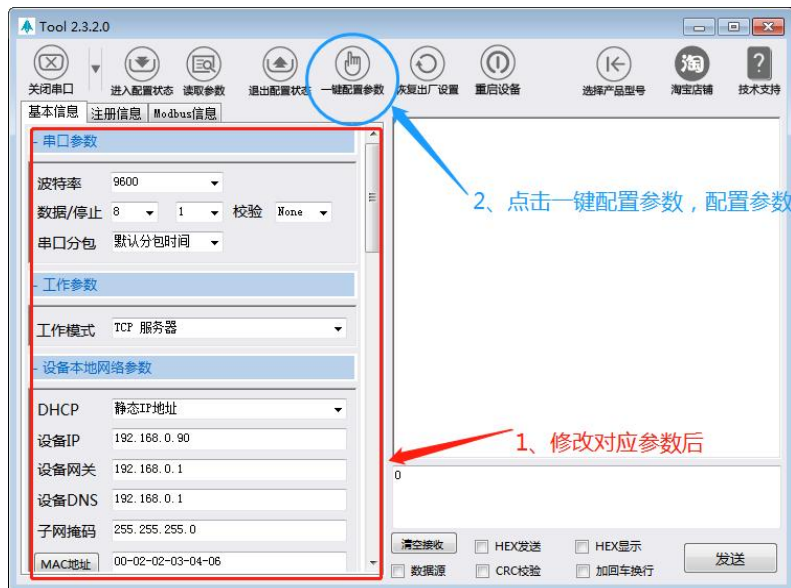 Tool 2.3.2.0
关闭串口 进入配置状态 读取参数 退出配置状态 一键配置参数 恢复出厂设置 重启设备 选择产品型号 淘宝店铺 技术支持
淘
基本信息 注册信息 Modbus信息
- 串口参数
波特率 9600
数据/停止 8 1 校验 None
串口分包 默认分包时间
2、点击一键配置参数，配置参数
- 工作参数
工作模式 TCP 服务器
- 设备本地网络参数
DHCP 静态IP地址
设备IP 192.168.0.90
1、修改对应参数后
设备网关 192.168.0.1
0
设备DNS 192.168.0.1
子网掩码 255.255.255.0
清空接收 HEX发送 HEX显示 发送
MAC地址 00-02-02-03-04-06
数据源 CRC校验 加回车换行